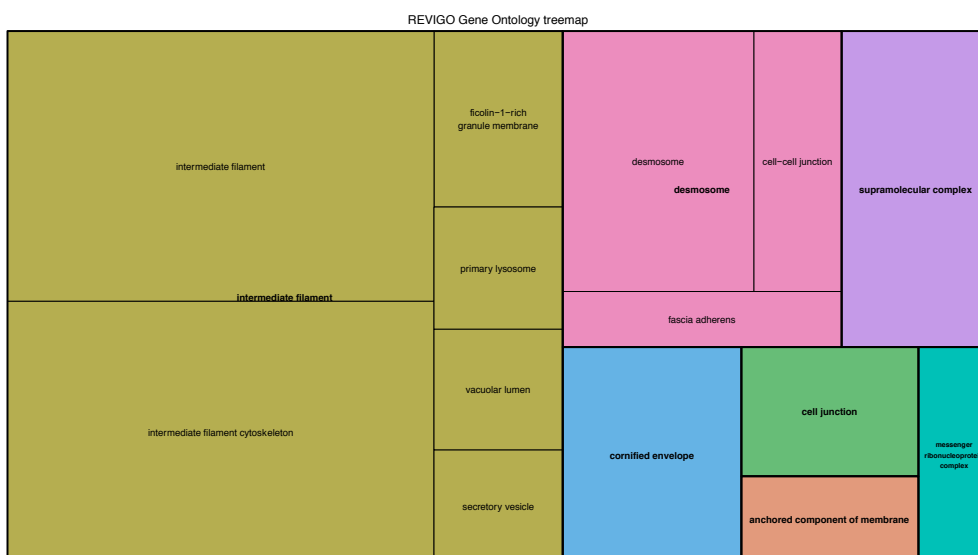 REVIGO Gene Ontology treemap
intermediate filament
intermediate filament
intermediate filament cytoskeleton
ficolin−1−rich
granule membrane
primary lysosome
vacuolar lumen
secretory vesicle
desmosome
desmosome
cell−cell junction
fascia adherens
supramolecular complex
cornified envelope
cell junction
anchored component of membrane
messenger
ribonucleoprote
complex